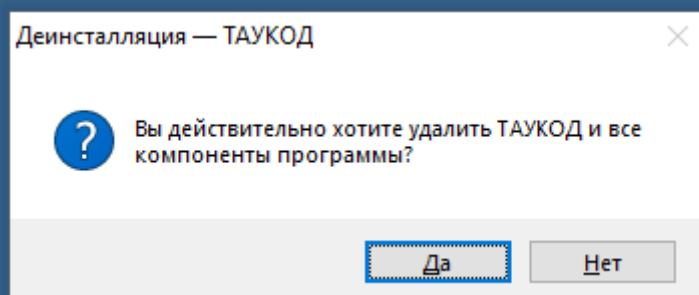 Деинсталляция — ТАУКОД
Вы действительно хотите удалить ТАУКОД и все
компоненты программы?
Да
Нет